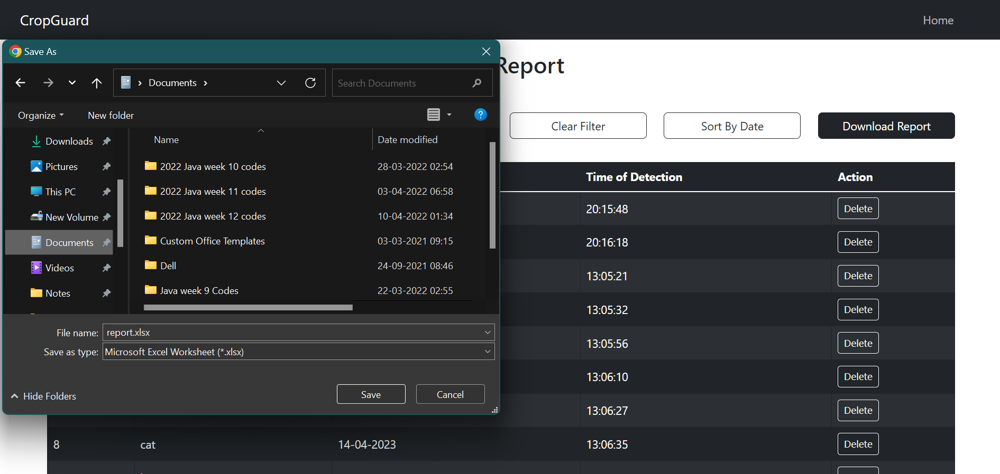 CropGuard
Home
Save As
Report
Documents
Search Documents
Organize
New folder
?
Clear Filter
Sort By Date
Download Report
Downloads
Pictures
This PC
New Volume
Documents
Videos
Notes
Name
Date modified
2022 Java week 10 codes
28-03-2022 02:54
2022 Java week 11 codes
03-04-2022 06:58
2022 Java week 12 codes
10-04-2022 01:34
Custom Office Templates
03-03-2021 09:15
Dell
24-09-2021 08:46
Java week 9 Codes
22-03-2022 02:55
File name: report.xlsx
Save as type: Microsoft Excel Worksheet (*.xlsx)
Hide Folders
Save
Cancel
Time of Detection
Action
20:15:48
Delete
20:16:18
Delete
13:05:21
Delete
13:05:32
Delete
13:05:56
Delete
13:06:10
Delete
13:06:27
Delete
8
cat
14-04-2023
13:06:35
Delete